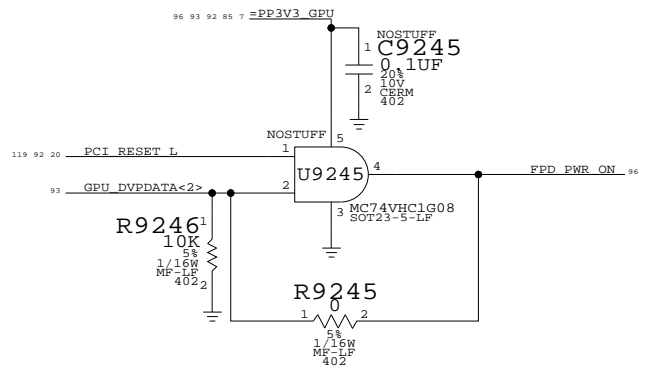 96 93 92 85 7 =PP3V3_GPU
NOSTUFF
1 C9245
0.1UF
20%
10V
2 CERM
402
NOSTUFF 5
119 92 20 PCI_RESET_L 1
U9245 4
FPD_PWR_ON 96
93 GPU_DVPDATA<2> 2
3 MC74VHC1G08
SOT23-5-LF
R9246 1
10K
5%
1/16W
MF-LF
402 2
R9245
1 0 2
5%
1/16W
MF-LF
402